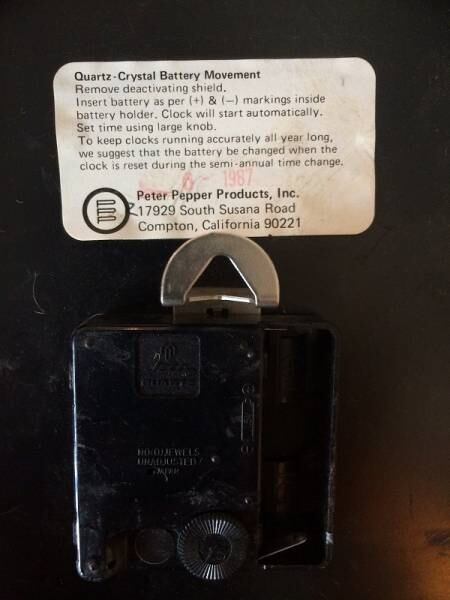 Quartz-Crystal Battery Movement
Remove deactivating shield.
Insert battery as per (+) & (−) markings inside
battery holder. Clock will start automatically.
Set time using large knob.
To keep clocks running accurately all year long,
we suggest that the battery be changed when the
clock is reset during the semi-annual time change.
6- 1987
Peter Pepper Products, Inc.
17929 South Susana Road
Compton, California 90221
NO(0)JEWELS
UNADJUSTED
JAPAN